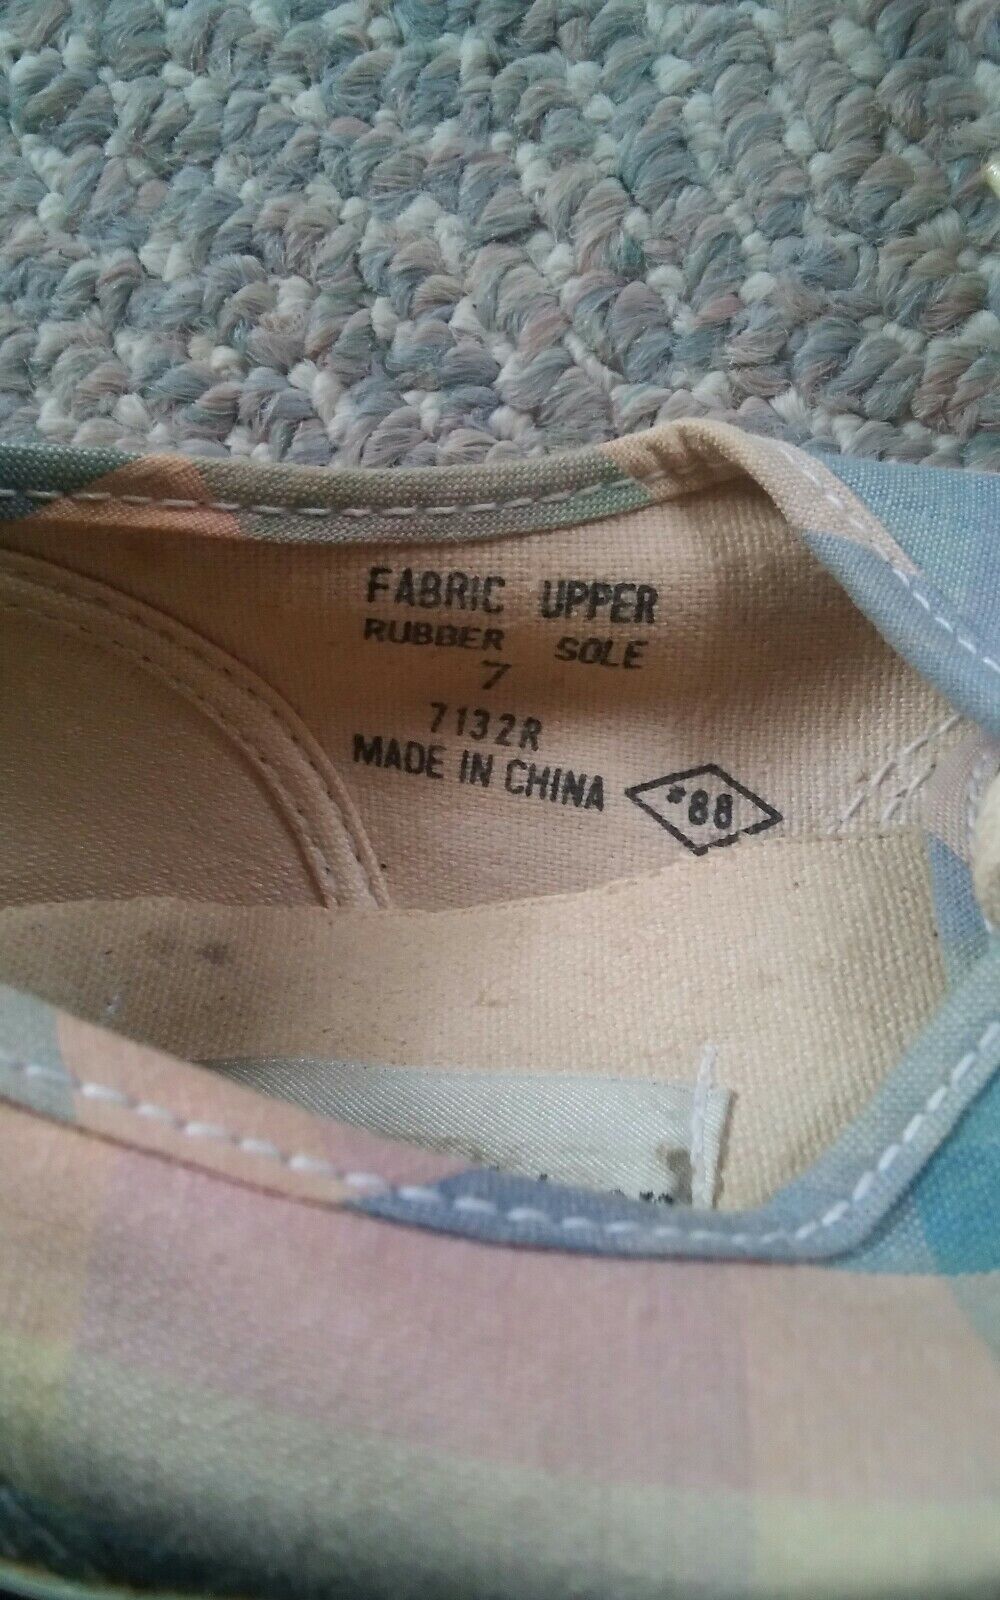 FABRIC UPPER
RUBBER SOLE
7
7132R
MADE IN CHINA
#88